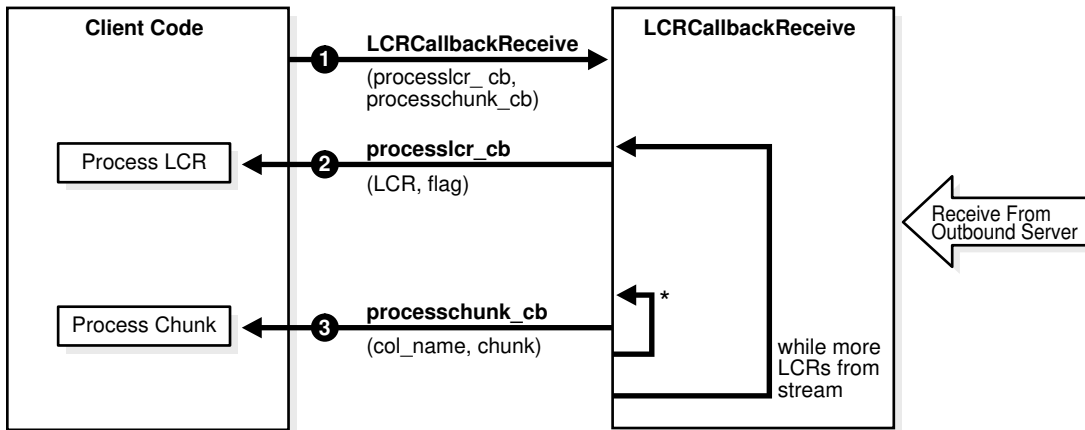 Client Code
LCRCallbackReceive
1
LCRCallbackReceive
(processlcr_ cb,
processchunk_cb)
Process LCR
2
processlcr_cb
(LCR, flag)
Receive From
Outbound Server
Process Chunk
3
processchunk_cb
(col_name, chunk)
*
while more
LCRs from
stream